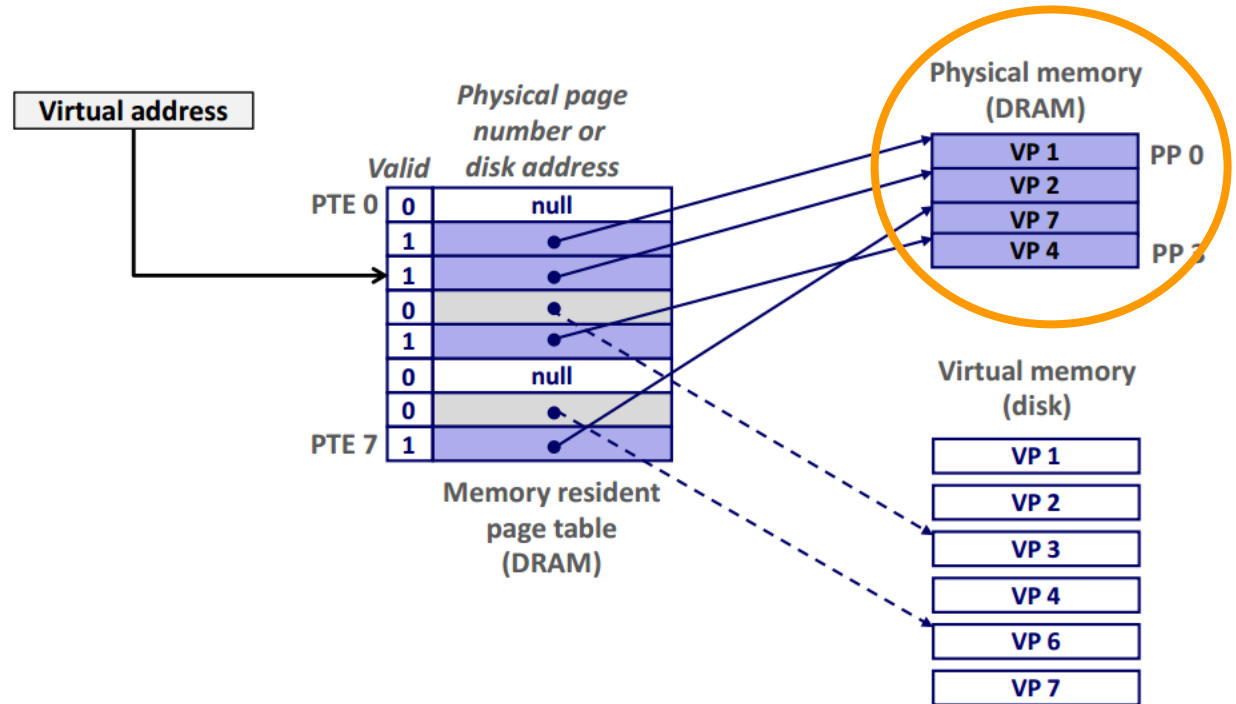 Virtual address
Physical page
number or
disk address
Valid
PTE 0
0
null
1
1
0
1
0
null
0
PTE 7
1
Memory resident
page table
(DRAM)
Physical memory
(DRAM)
VP 1
PP 0
VP 2
VP 7
VP 4
PP 3
Virtual memory
(disk)
VP 1
VP 2
VP 3
VP 4
VP 6
VP 7